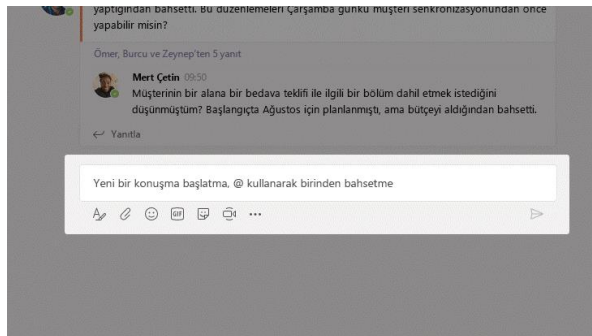 yaptığından bahsetti. Bu düzenlemeleri Çarşamba günkü müşteri senkronizasyonundan önce
yapabilir misin?
Ömer, Burcu ve Zeynep'ten 5 yanıt
Mert Çetin 09:50
Müşterinin bir alana bir bedava teklifi ile ilgili bir bölüm dahil etmek istediğini
düşünmüştüm? Başlangıçta Ağustos için planlanmıştı, ama bütçeyi aldığından bahsetti.
Yanıtla
Yeni bir konuşma başlatma, @ kullanarak birinden bahsetme
GIF